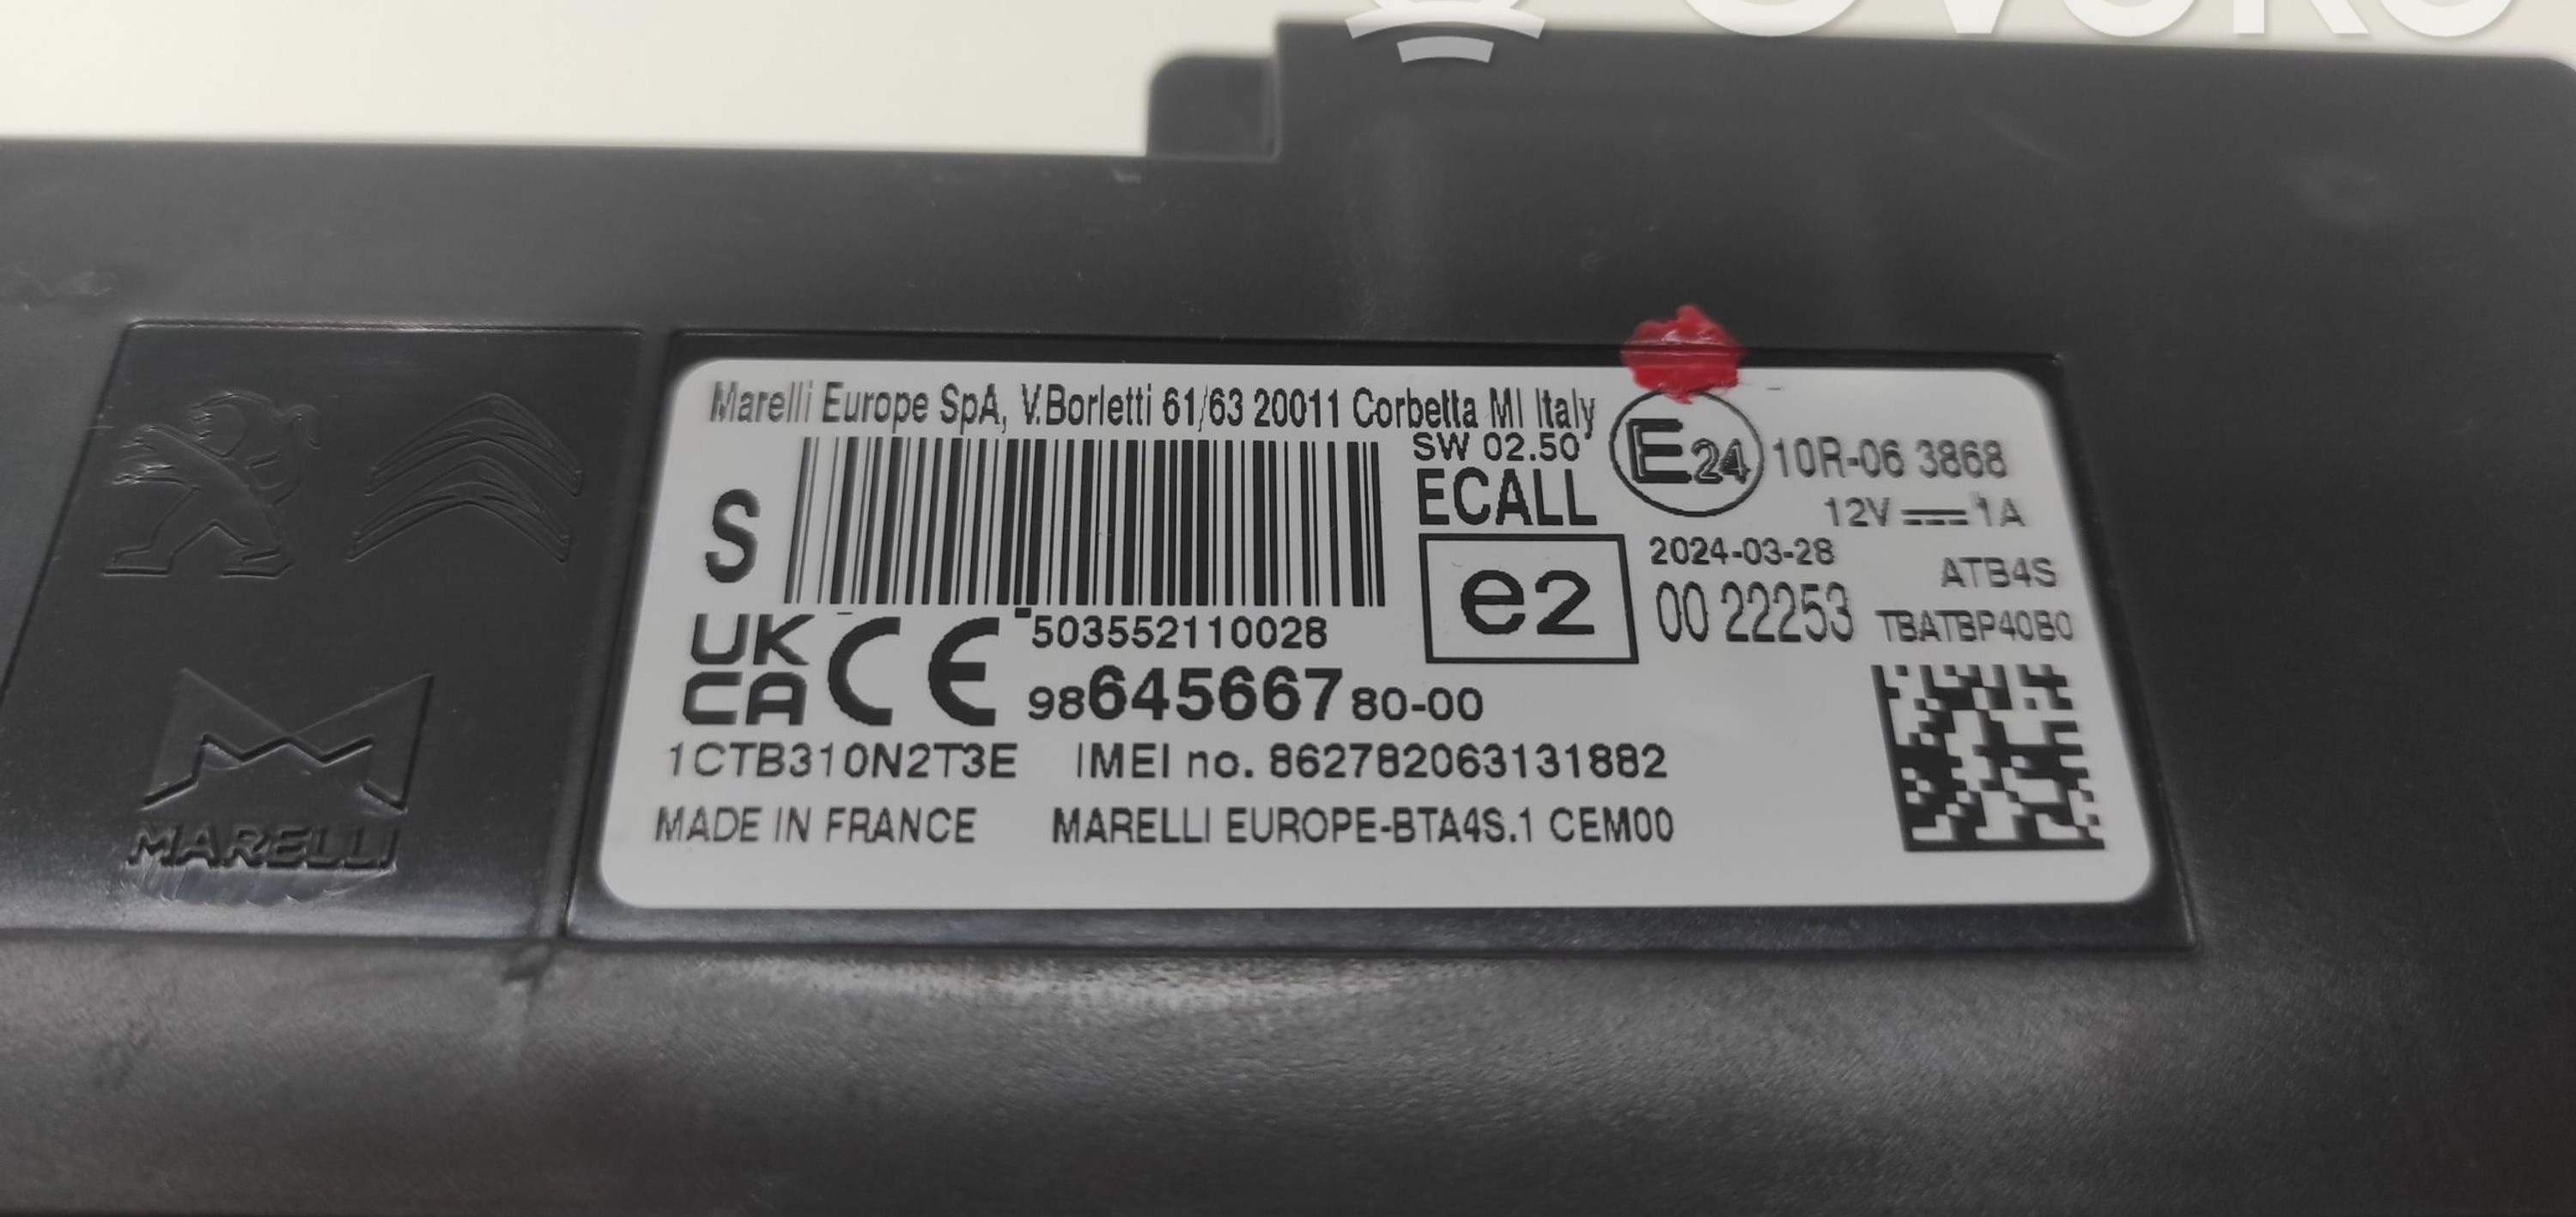 Marelli Europe SpA, V.Borletti 61/63 20011 Corbetta MI Italy
SW 02.50
E24 10R-06 3868
S
ECALL
12V 1A
e2
2024-03-28
ATB4S
00 22253
TBATBP40B0
UK
CA
CE
503552110028
9864566780-00
1CTB310N2T3E IMEI no. 862782063131882
MADE IN FRANCE MARELLI EUROPE-BTA4S.1 CEM00
MARELLI